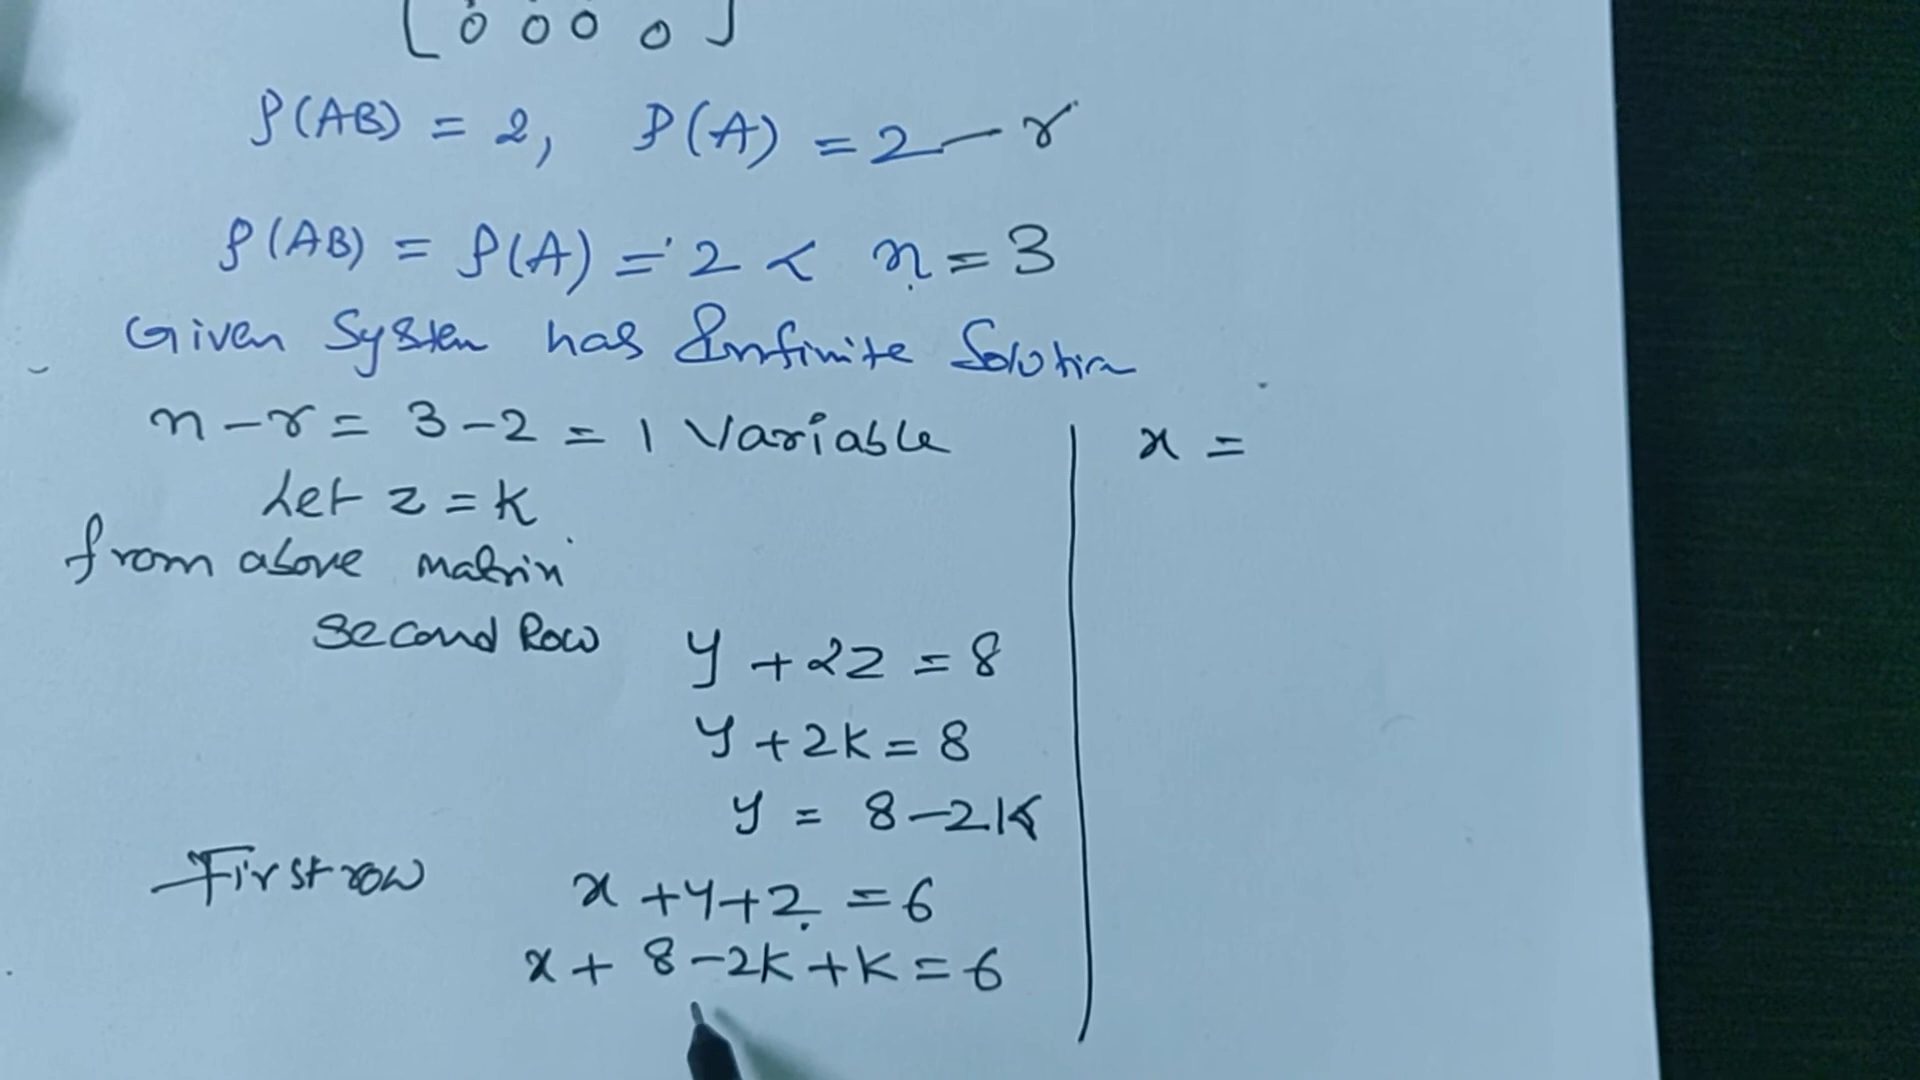 [ 0 0 0 0 ]
ρ(AB) = 2, ρ(A) = 2 — r
ρ(AB) = ρ(A) = 2 < n = 3
Given System has Infinite Solution
n - r = 3 - 2 = 1 Variable
Let z = k
from above matrix
Second Row y + 2z = 8
y + 2k = 8
y = 8 - 2k
First row x + y + z = 6
x + 8 - 2k + k = 6
x =